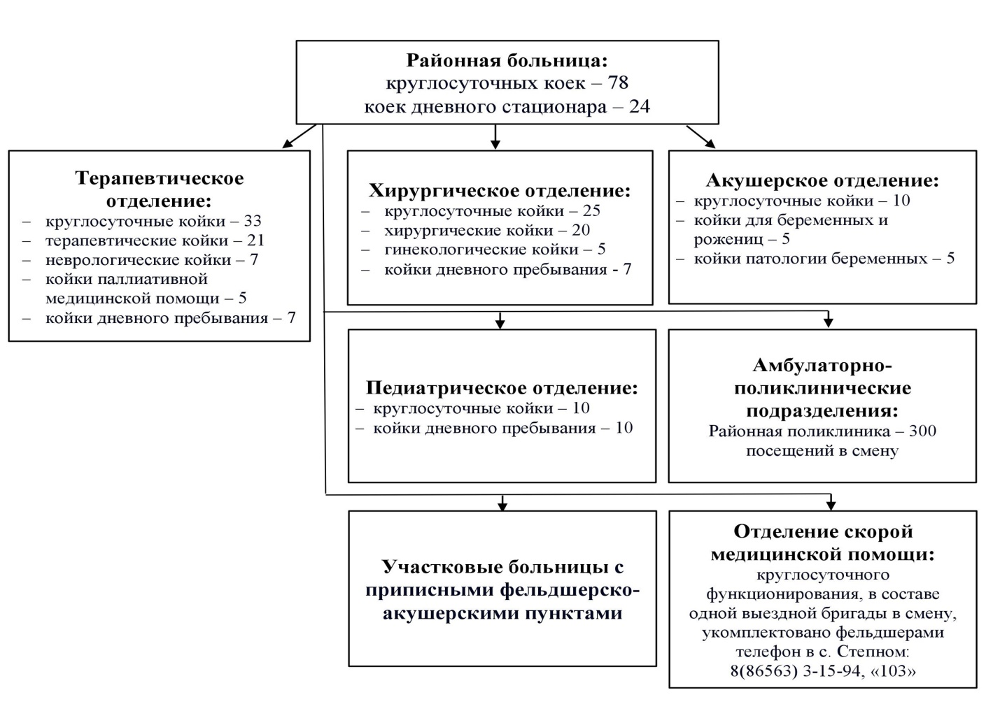 Районная больница:
круглосуточных коек – 78
коек дневного стационара – 24
Терапевтическое
отделение:
– круглосуточные койки – 33
– терапевтические койки – 21
– неврологические койки – 7
– койки паллиативной
медицинской помощи – 5
– койки дневного пребывания – 7
Хирургическое отделение:
– круглосуточные койки – 25
– хирургические койки – 20
– гинекологические койки – 5
– койки дневного пребывания - 7
Акушерское отделение:
– круглосуточные койки – 10
– койки для беременных и
рожениц – 5
– койки патологии беременных – 5
Педиатрическое отделение:
– круглосуточные койки – 10
– койки дневного пребывания – 10
Амбулаторно-
поликлинические
подразделения:
Районная поликлиника – 300
посещений в смену
Участковые больницы с
приписными фельдшерско-
акушерскими пунктами
Отделение скорой
медицинской помощи:
круглосуточного
функционирования, в составе
одной выездной бригады в смену,
укомплектовано фельдшерами
телефон в с. Степном:
8(86563) 3-15-94, «103»